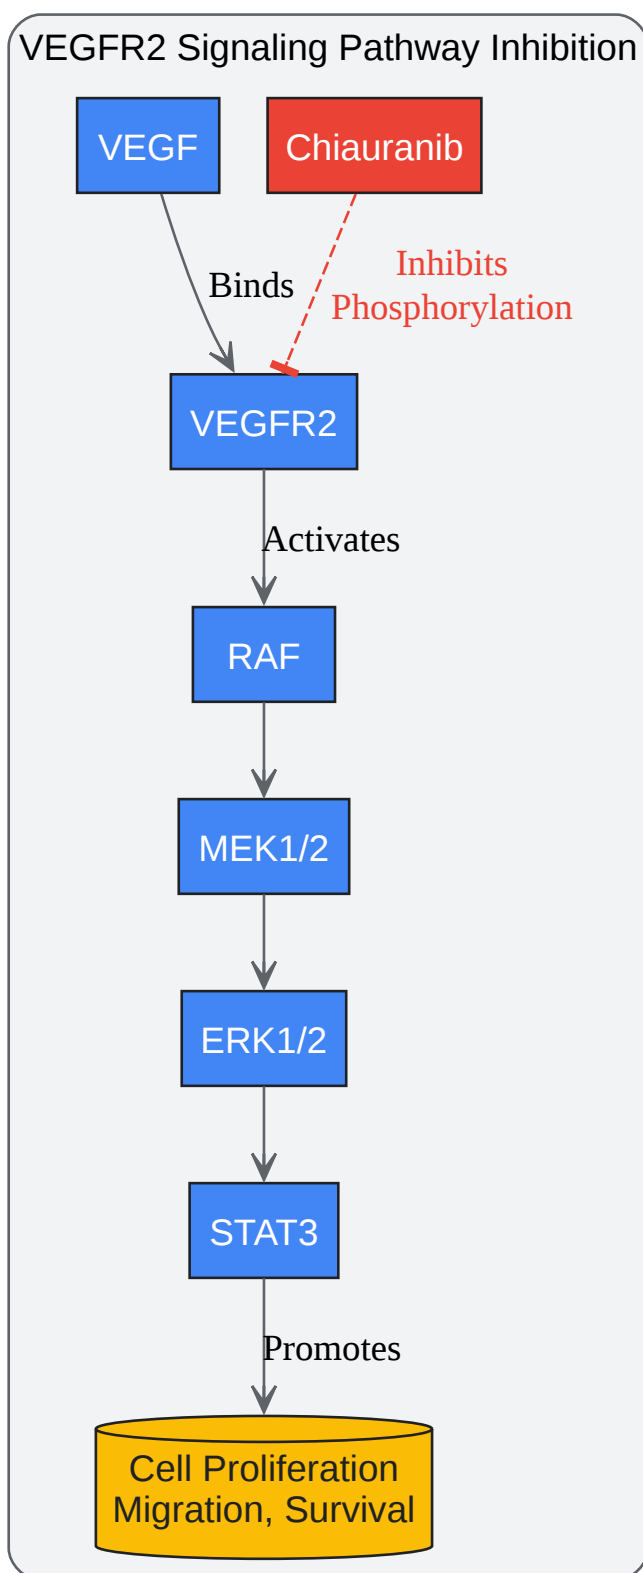 VEGFR2 Signaling Pathway Inhibition
VEGF
Chiauranib
Binds
Inhibits
Phosphorylation
VEGFR2
Activates
RAF
MEK1/2
ERK1/2
STAT3
Promotes
Cell Proliferation
Migration, Survival